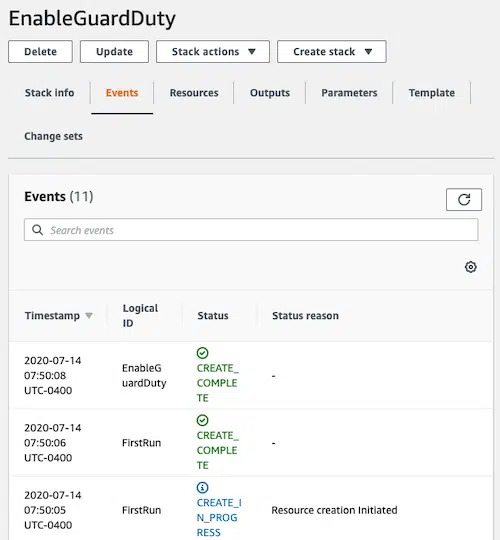 EnableGuardDuty
Delete Update Stack actions Create stack
Stack info Events Resources Outputs Parameters Template
Change sets
Events (11)
Search events
Timestamp Logical ID Status Status reason
2020-07-14 07:50:08 UTC-0400 EnableGuardDuty CREATE_COMPLETE -
2020-07-14 07:50:06 UTC-0400 FirstRun CREATE_COMPLETE -
2020-07-14 07:50:05 UTC-0400 FirstRun CREATE_IN_PROGRESS Resource creation Initiated